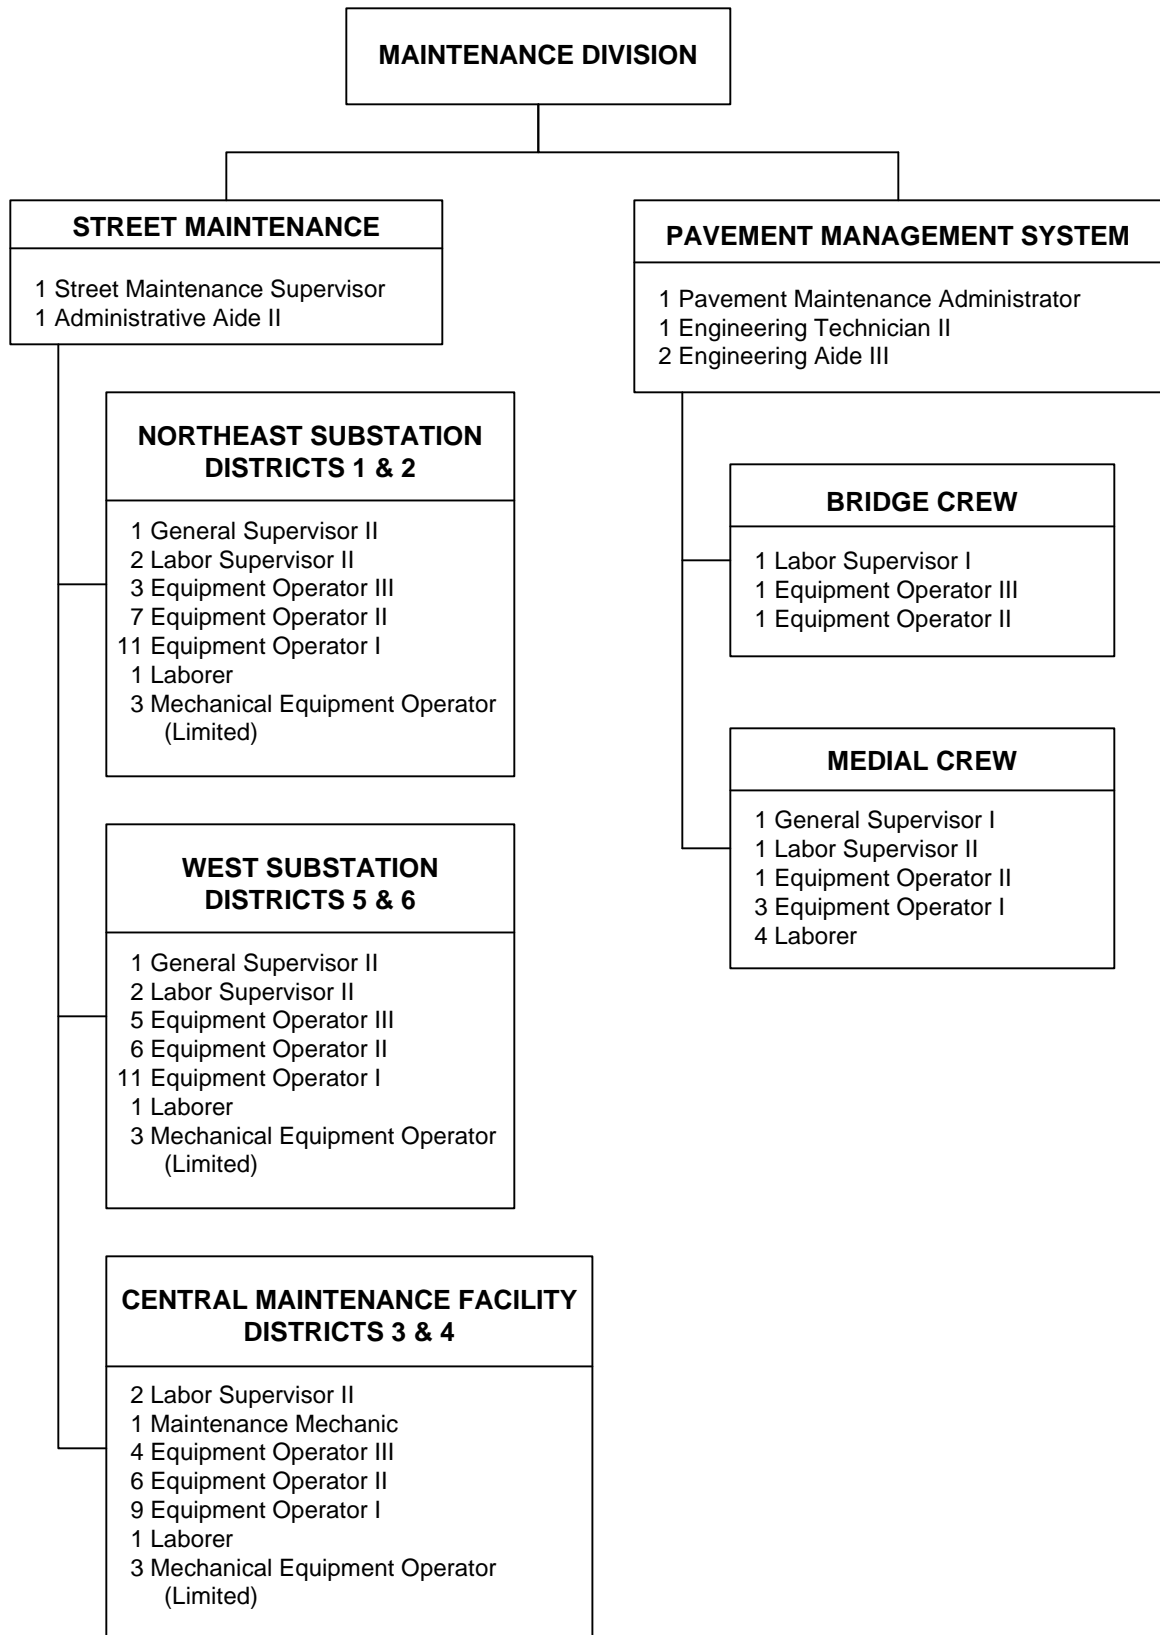 MAINTENANCE DIVISION
STREET MAINTENANCE
1 Street Maintenance Supervisor
1 Administrative Aide II
NORTHEAST SUBSTATION
DISTRICTS 1 & 2
1 General Supervisor II
2 Labor Supervisor II
3 Equipment Operator III
7 Equipment Operator II
11 Equipment Operator I
1 Laborer
3 Mechanical Equipment Operator
(Limited)
WEST SUBSTATION
DISTRICTS 5 & 6
1 General Supervisor II
2 Labor Supervisor II
5 Equipment Operator III
6 Equipment Operator II
11 Equipment Operator I
1 Laborer
3 Mechanical Equipment Operator
(Limited)
CENTRAL MAINTENANCE FACILITY
DISTRICTS 3 & 4
2 Labor Supervisor II
1 Maintenance Mechanic
4 Equipment Operator III
6 Equipment Operator II
9 Equipment Operator I
1 Laborer
3 Mechanical Equipment Operator
(Limited)
PAVEMENT MANAGEMENT SYSTEM
1 Pavement Maintenance Administrator
1 Engineering Technician II
2 Engineering Aide III
BRIDGE CREW
1 Labor Supervisor I
1 Equipment Operator III
1 Equipment Operator II
MEDIAL CREW
1 General Supervisor I
1 Labor Supervisor II
1 Equipment Operator II
3 Equipment Operator I
4 Laborer